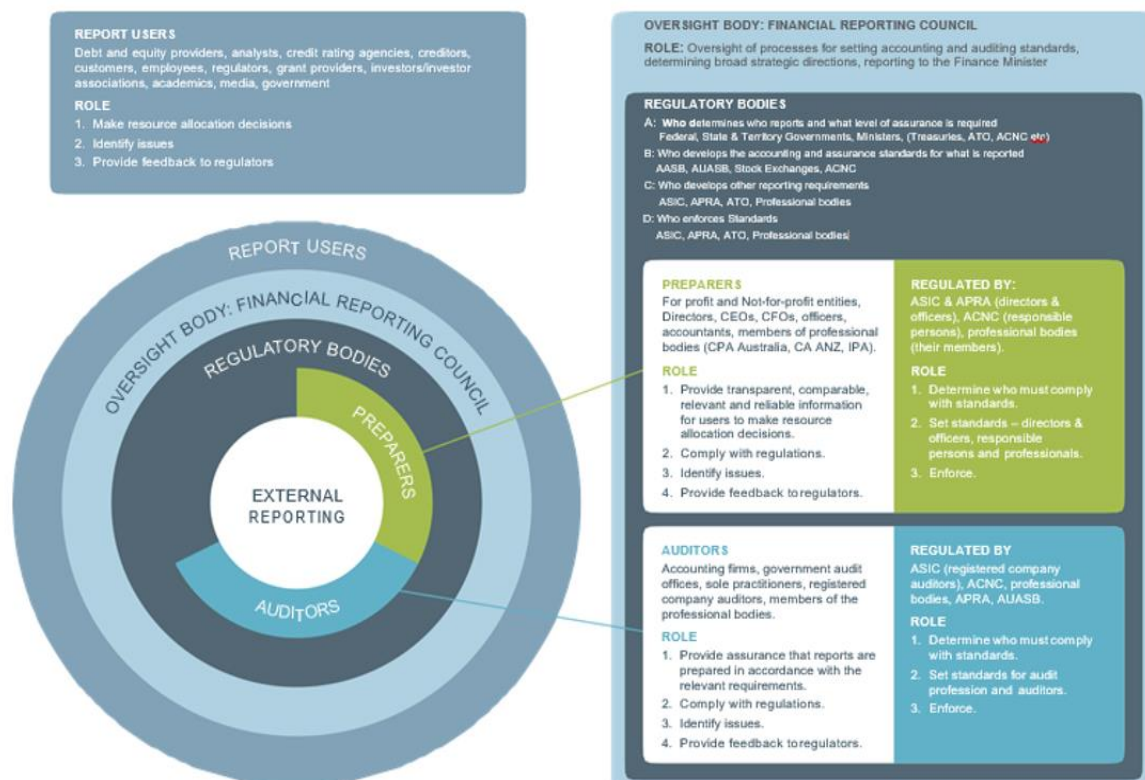 REPORT USERS
Debt and equity providers, analysts, credit rating agencies, creditors,
customers, employees, regulators, grant providers, investors/investor
associations, academics, media, government
ROLE
1. Make resource allocation decisions
2. Identify issues
3. Provide feedback to regulators
REPORT USERS
OVERSIGHT BODY: FINANCIAL REPORTING COUNCIL
REGULATORY BODIES
PREPARERS
EXTERNAL
REPORTING
AUDITORS
OVERSIGHT BODY: FINANCIAL REPORTING COUNCIL
ROLE: Oversight of processes for setting accounting and auditing standards,
determining broad strategic directions, reporting to the Finance Minister
REGULATORY BODIES
A: Who determines who reports and what level of assurance is required
Federal, State & Territory Governments, Ministers, (Treasuries, ATO, ACNC etc)
B: Who develops the accounting and assurance standards for what is reported
AASB, AUASB, Stock Exchanges, ACNC
C: Who develops other reporting requirements
ASIC, APRA, ATO, Professional bodies
D: Who enforces Standards
ASIC, APRA, ATO, Professional bodies
PREPARERS
For profit and Not-for-profit entities,
Directors, CEOs, CFOs, officers,
accountants, members of professional
bodies (CPA Australia, CA ANZ, IPA).
ROLE
1. Provide transparent, comparable,
relevant and reliable information
for users to make resource
allocation decisions.
2. Comply with regulations.
3. Identify issues.
4. Provide feedback to regulators.
REGULATED BY:
ASIC & APRA (directors &
officers), ACNC (responsible
persons), professional bodies
(their members).
ROLE
1. Determine who must comply
with standards.
2. Set standards – directors &
officers, responsible
persons and professionals.
3. Enforce.
AUDITORS
Accounting firms, government audit
offices, sole practitioners, registered
company auditors, members of the
professional bodies.
ROLE
1. Provide assurance that reports are
prepared in accordance with the
relevant requirements.
2. Comply with regulations.
3. Identify issues.
4. Provide feedback to regulators.
REGULATED BY
ASIC (registered company
auditors), ACNC, professional
bodies, APRA, AUASB.
ROLE
1. Determine who must comply
with standards.
2. Set standards for audit
profession and auditors.
3. Enforce.